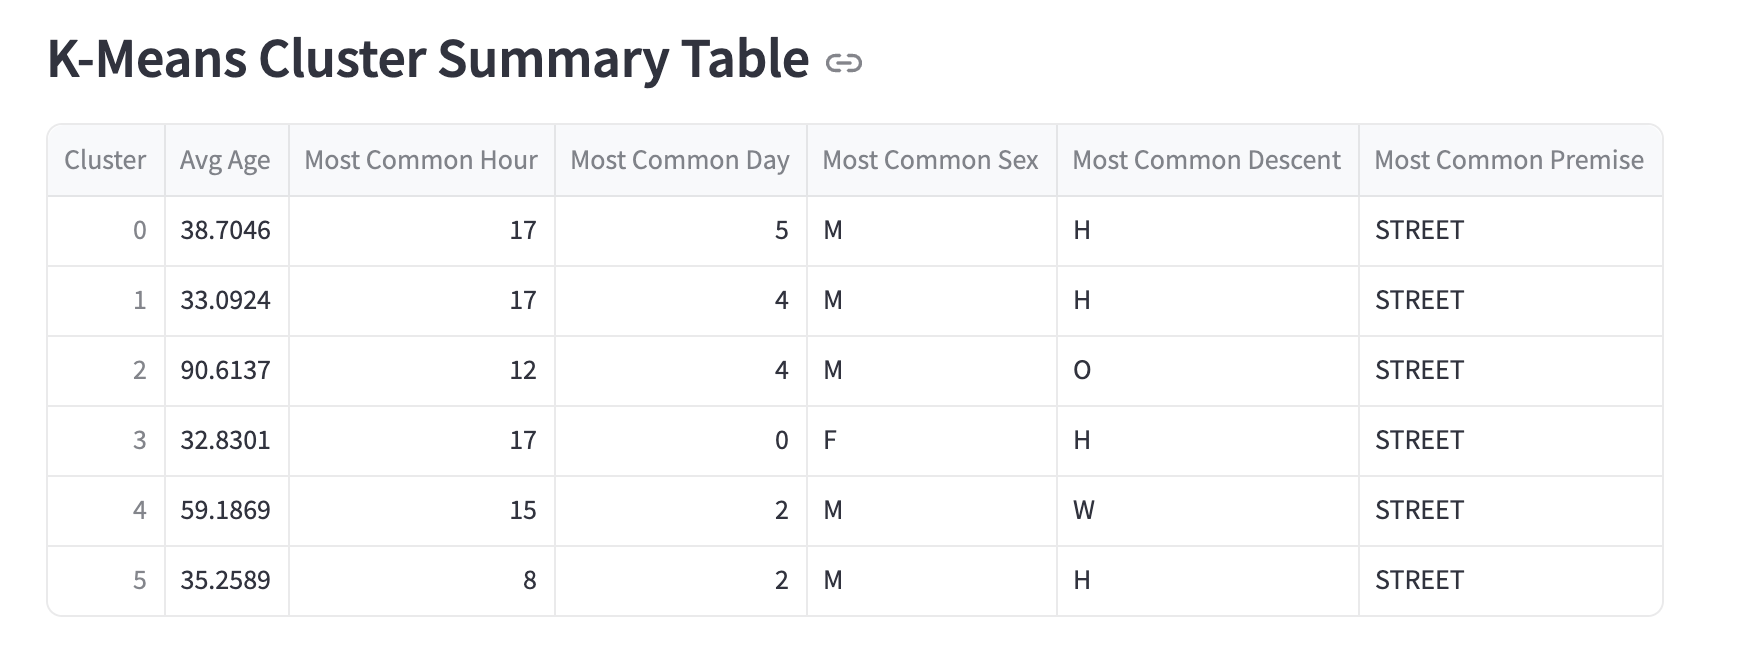 K-Means Cluster Summary Table
Cluster Avg Age Most Common Hour Most Common Day Most Common Sex Most Common Descent Most Common Premise
0 38.7046 17 5 M H STREET
1 33.0924 17 4 M H STREET
2 90.6137 12 4 M O STREET
3 32.8301 17 0 F H STREET
4 59.1869 15 2 M W STREET
5 35.2589 8 2 M H STREET